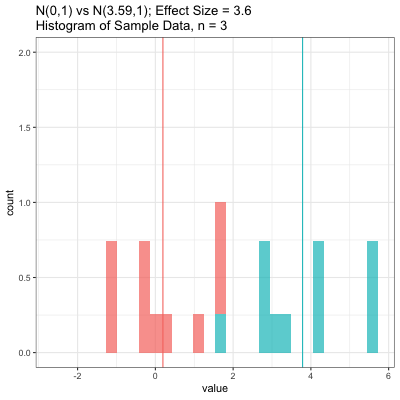 N(0,1) vs N(3.59,1); Effect Size = 3.6
Histogram of Sample Data, n = 3
2.0
1.5
1.0
0.5
0.0
count
-2
0
2
4
6
value